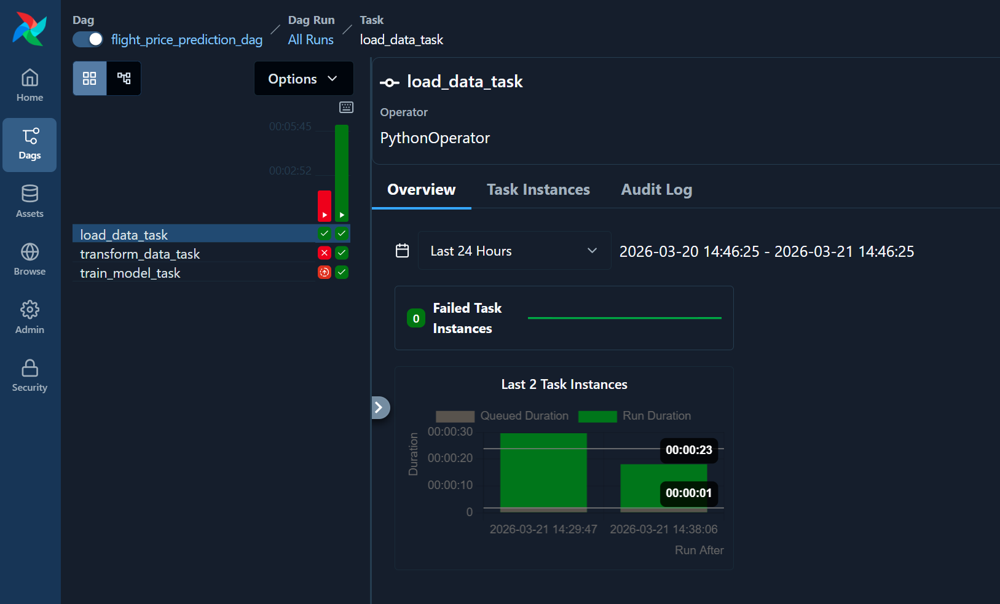 Dag
flight_price_prediction_dag
Dag Run
All Runs
Task
load_data_task
Home
Dags
Assets
Browse
Admin
Security
Options
00:05:45
00:02:52
load_data_task
transform_data_task
train_model_task
load_data_task
Operator
PythonOperator
Overview
Task Instances
Audit Log
Last 24 Hours
2026-03-20 14:46:25 - 2026-03-21 14:46:25
0
Failed Task
Instances
Last 2 Task Instances
Queued Duration
Run Duration
Duration
00:00:30
00:00:20
00:00:10
0
00:00:23
00:00:01
2026-03-21 14:29:47
2026-03-21 14:38:06
Run After